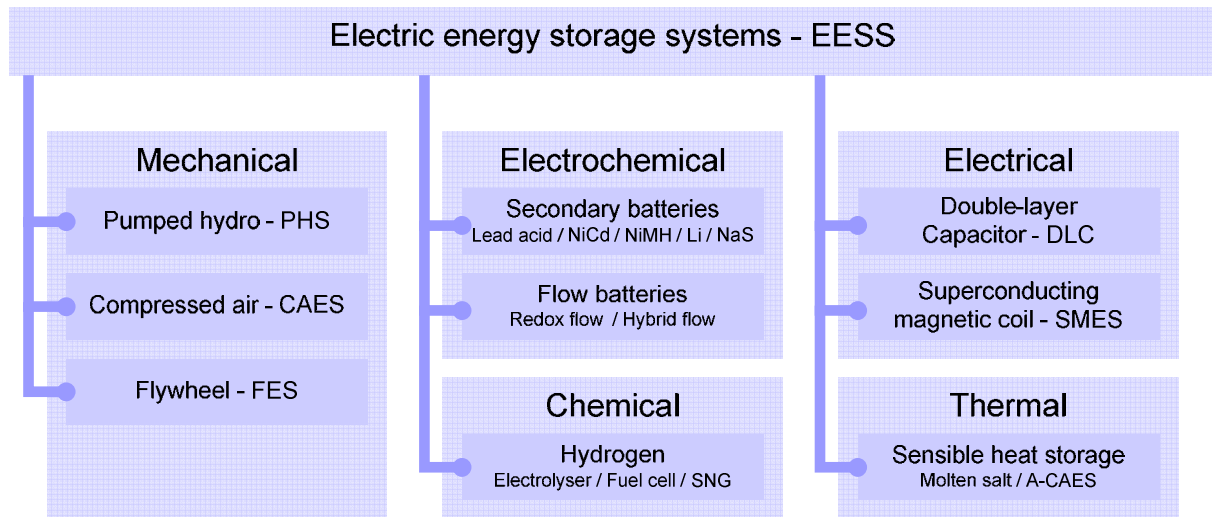 Electric energy storage systems - EESS
Mechanical
Pumped hydro - PHS
Compressed air - CAES
Flywheel - FES
Electrochemical
Secondary batteries
Lead acid / NiCd / NiMH / Li / NaS
Flow batteries
Redox flow / Hybrid flow
Chemical
Hydrogen
Electrolyser / Fuel cell / SNG
Electrical
Double-layer
Capacitor - DLC
Superconducting
magnetic coil - SMES
Thermal
Sensible heat storage
Molten salt / A-CAES